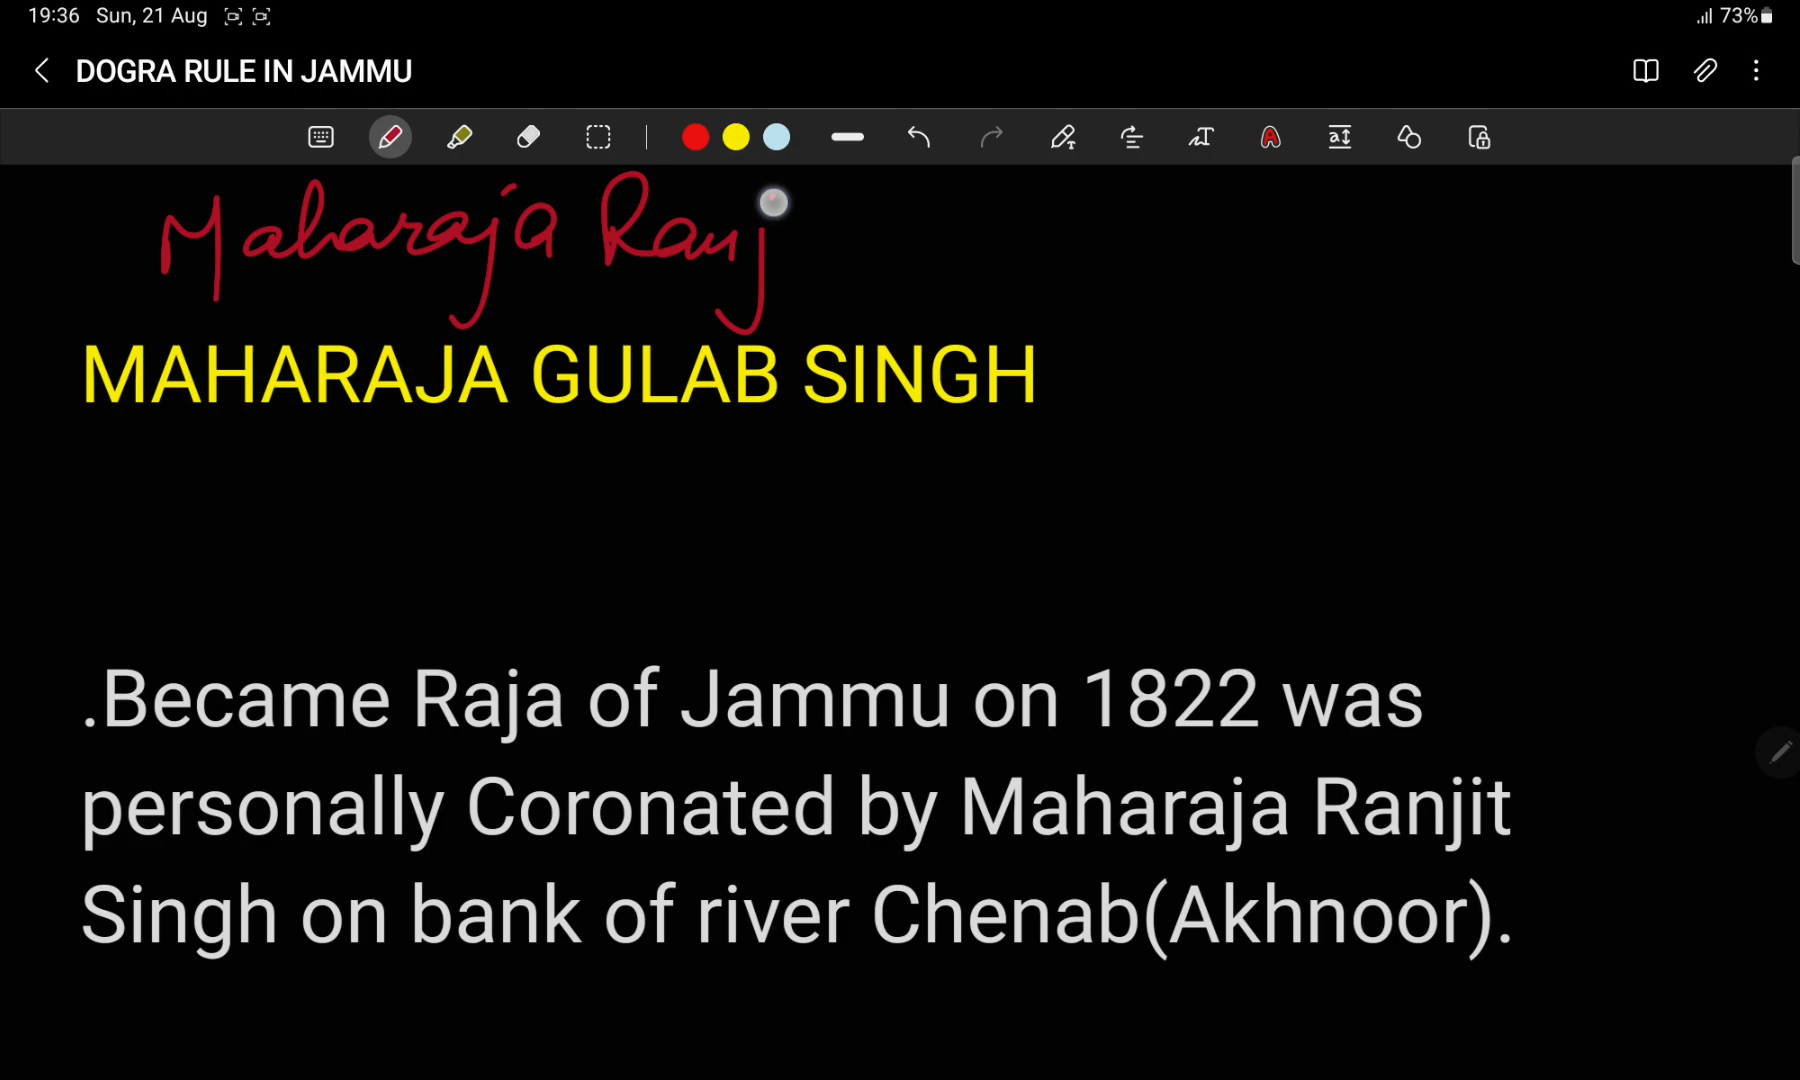 19:36 Sun, 21 Aug 73%
DOGRA RULE IN JAMMU
Maharaja Ranj
MAHARAJA GULAB SINGH
.Became Raja of Jammu on 1822 was
personally Coronated by Maharaja Ranjit
Singh on bank of river Chenab(Akhnoor).